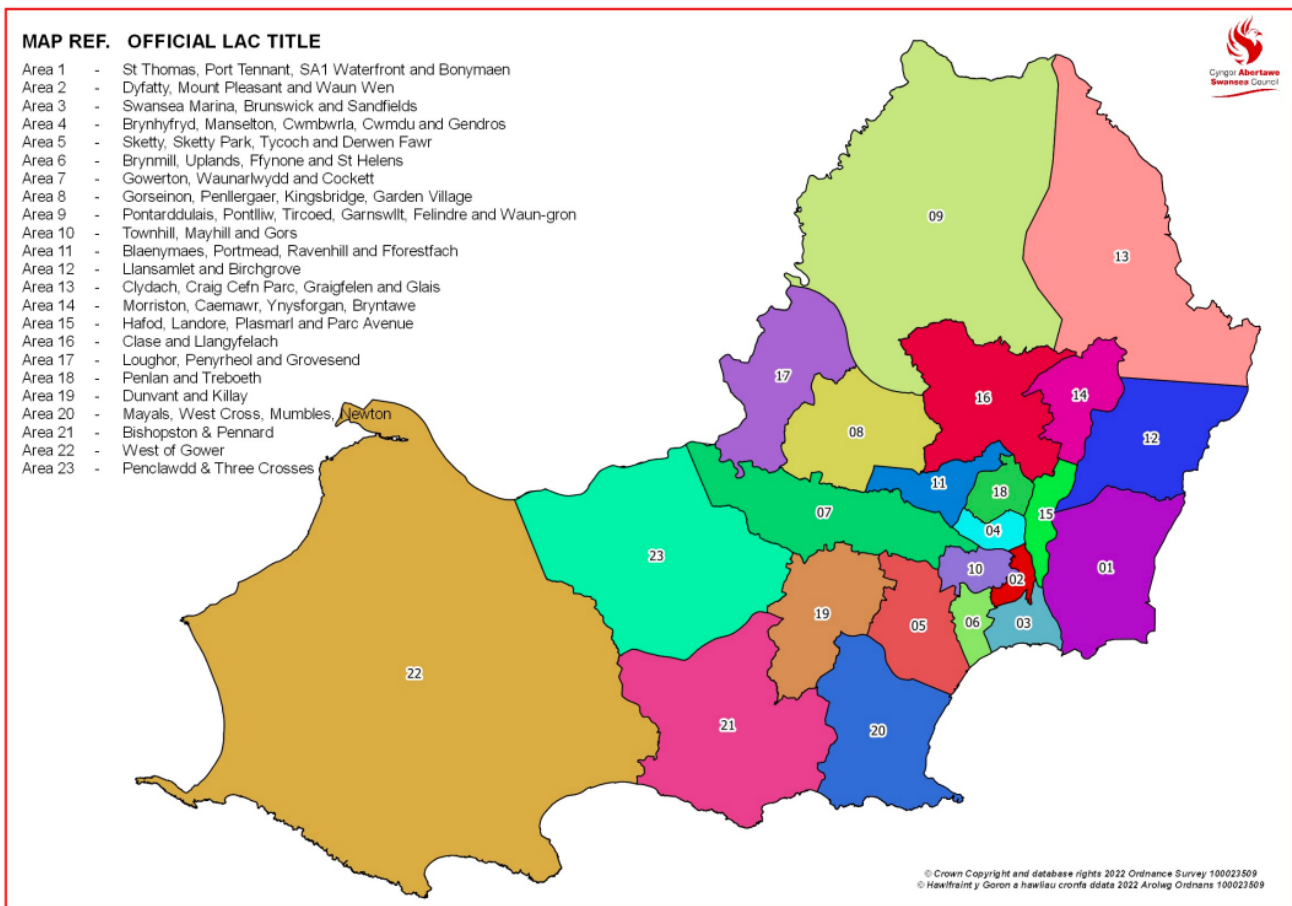 MAP REF. OFFICIAL LAC TITLE
Area 1 - St Thomas, Port Tennant, SA1 Waterfront and Bonymaen
Area 2 - Dyfatty, Mount Pleasant and Waun Wen
Area 3 - Swansea Marina, Brunswick and Sandfields
Area 4 - Brynhyfryd, Manselton, Cwmbwrla, Cwmdu and Gendros
Area 5 - Sketty, Sketty Park, Tycoch and Derwen Fawr
Area 6 - Brynmill, Uplands, Ffynone and St Helens
Area 7 - Gowerton, Waunarlwydd and Cockett
Area 8 - Gorseinon, Penllergaer, Kingsbridge, Garden Village
Area 9 - Pontarddulais, Pontlliw, Tircoed, Garnswllt, Felindre and Waun-gron
Area 10 - Townhill, Mayhill and Gors
Area 11 - Blaenymaes, Portmead, Ravenhill and Fforestfach
Area 12 - Llansamlet and Birchgrove
Area 13 - Clydach, Craig Cefn Parc, Graigfelen and Glais
Area 14 - Morriston, Caemawr, Ynysforgan, Bryntawe
Area 15 - Hafod, Landore, Plasmarl and Parc Avenue
Area 16 - Clase and Llangyfelach
Area 17 - Loughor, Penyrheol and Grovesend
Area 18 - Penlan and Treboeth
Area 19 - Dunvant and Killay
Area 20 - Mayals, West Cross, Mumbles, Newton
Area 21 - Bishopston & Pennard
Area 22 - West of Gower
Area 23 - Penclawdd & Three Crosses
Cyngor Abertawe
Swansea Council
09
13
17
16
14
08
12
11
18
07
15
04
23
10
02
01
19
05
06
03
22
21
20
© Crown Copyright and database rights 2022 Ordnance Survey 100023509
© Hawlfraint y Goron a hawliau cronfa ddata 2022 Arolwg Ordnans 100023509